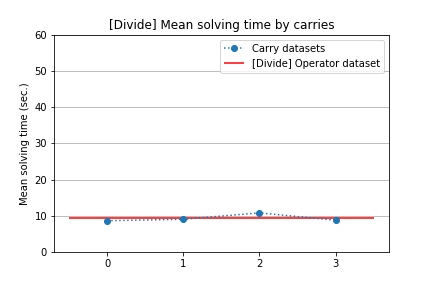 [Divide] Mean solving time by carries
Mean solving time (sec.)
60
50
40
30
20
10
0
Carry datasets
[Divide] Operator dataset
0 1 2 3